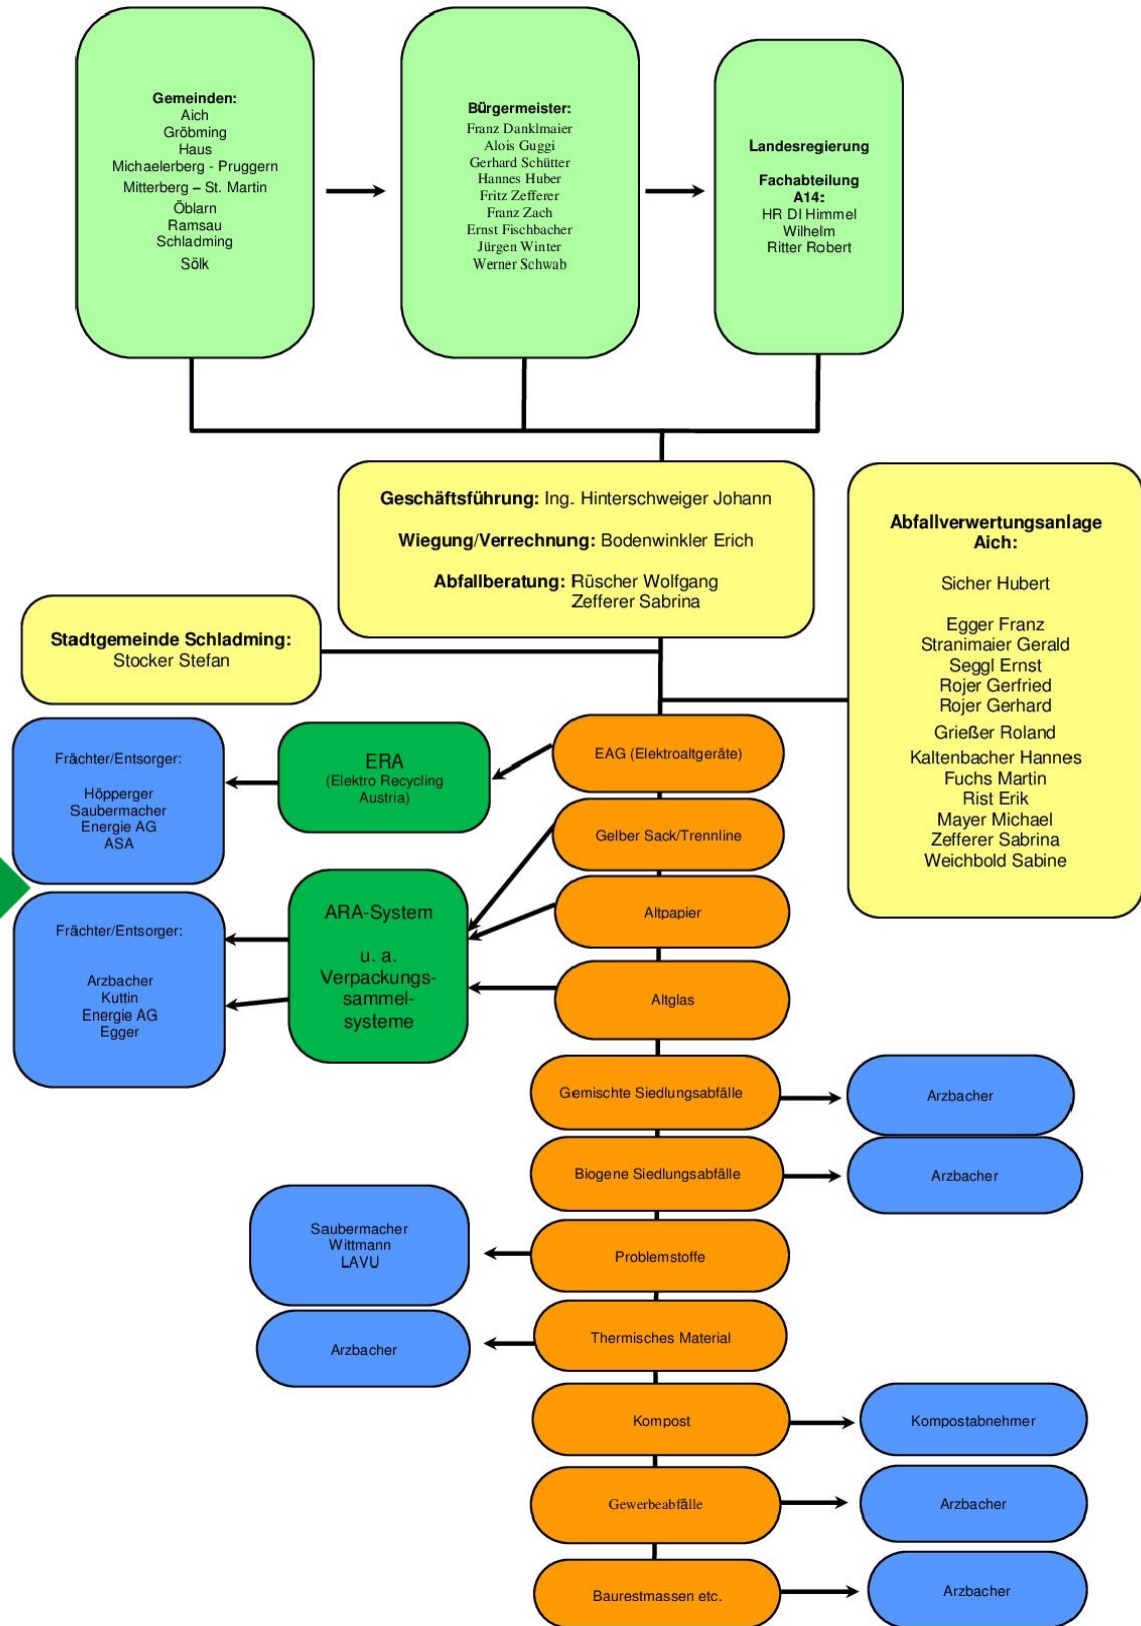 Gemeinden:
Aich
Gröbming
Haus
Michaelerberg - Pruggern
Mitterberg – St. Martin
Öblarn
Ramsau
Schladming
Sölk
Bürgermeister:
Franz Danklmaier
Alois Guggi
Gerhard Schütter
Hannes Huber
Fritz Zefferer
Franz Zach
Ernst Fischbacher
Jürgen Winter
Werner Schwab
Landesregierung
Fachabteilung
A14:
HR DI Himmel
Wilhelm
Ritter Robert
Geschäftsführung: Ing. Hinterschweiger Johann
Wiegung/Verrechnung: Bodenwinkler Erich
Abfallberatung: Rüscher Wolfgang
Zefferer Sabrina
Abfallverwertungsanlage
Aich:
Sicher Hubert
Egger Franz
Stranimaier Gerald
Seggl Ernst
Rojer Gerfried
Rojer Gerhard
Grießer Roland
Kaltenbacher Hannes
Fuchs Martin
Rist Erik
Mayer Michael
Zefferer Sabrina
Weichbold Sabine
Stadtgemeinde Schladming:
Stocker Stefan
Frächter/Entsorger:
Höpperger
Saubermacher
Energie AG
ASA
ERA
(Elektro Recycling
Austria)
EAG (Elektroaltgeräte)
Gelber Sack/Trennline
Altpapier
Altglas
ARA-System
u. a.
Verpackungs-
sammel-
systeme
Frächter/Entsorger:
Arzbacher
Kuttin
Energie AG
Egger
Gemischte Siedlungsabfälle
Arzbacher
Biogene Siedlungsabfälle
Arzbacher
Saubermacher
Wittmann
LAVU
Problemstoffe
Arzbacher
Thermisches Material
Kompost
Kompostabnehmer
Gewerbeabfälle
Arzbacher
Baurestmassen etc.
Arzbacher